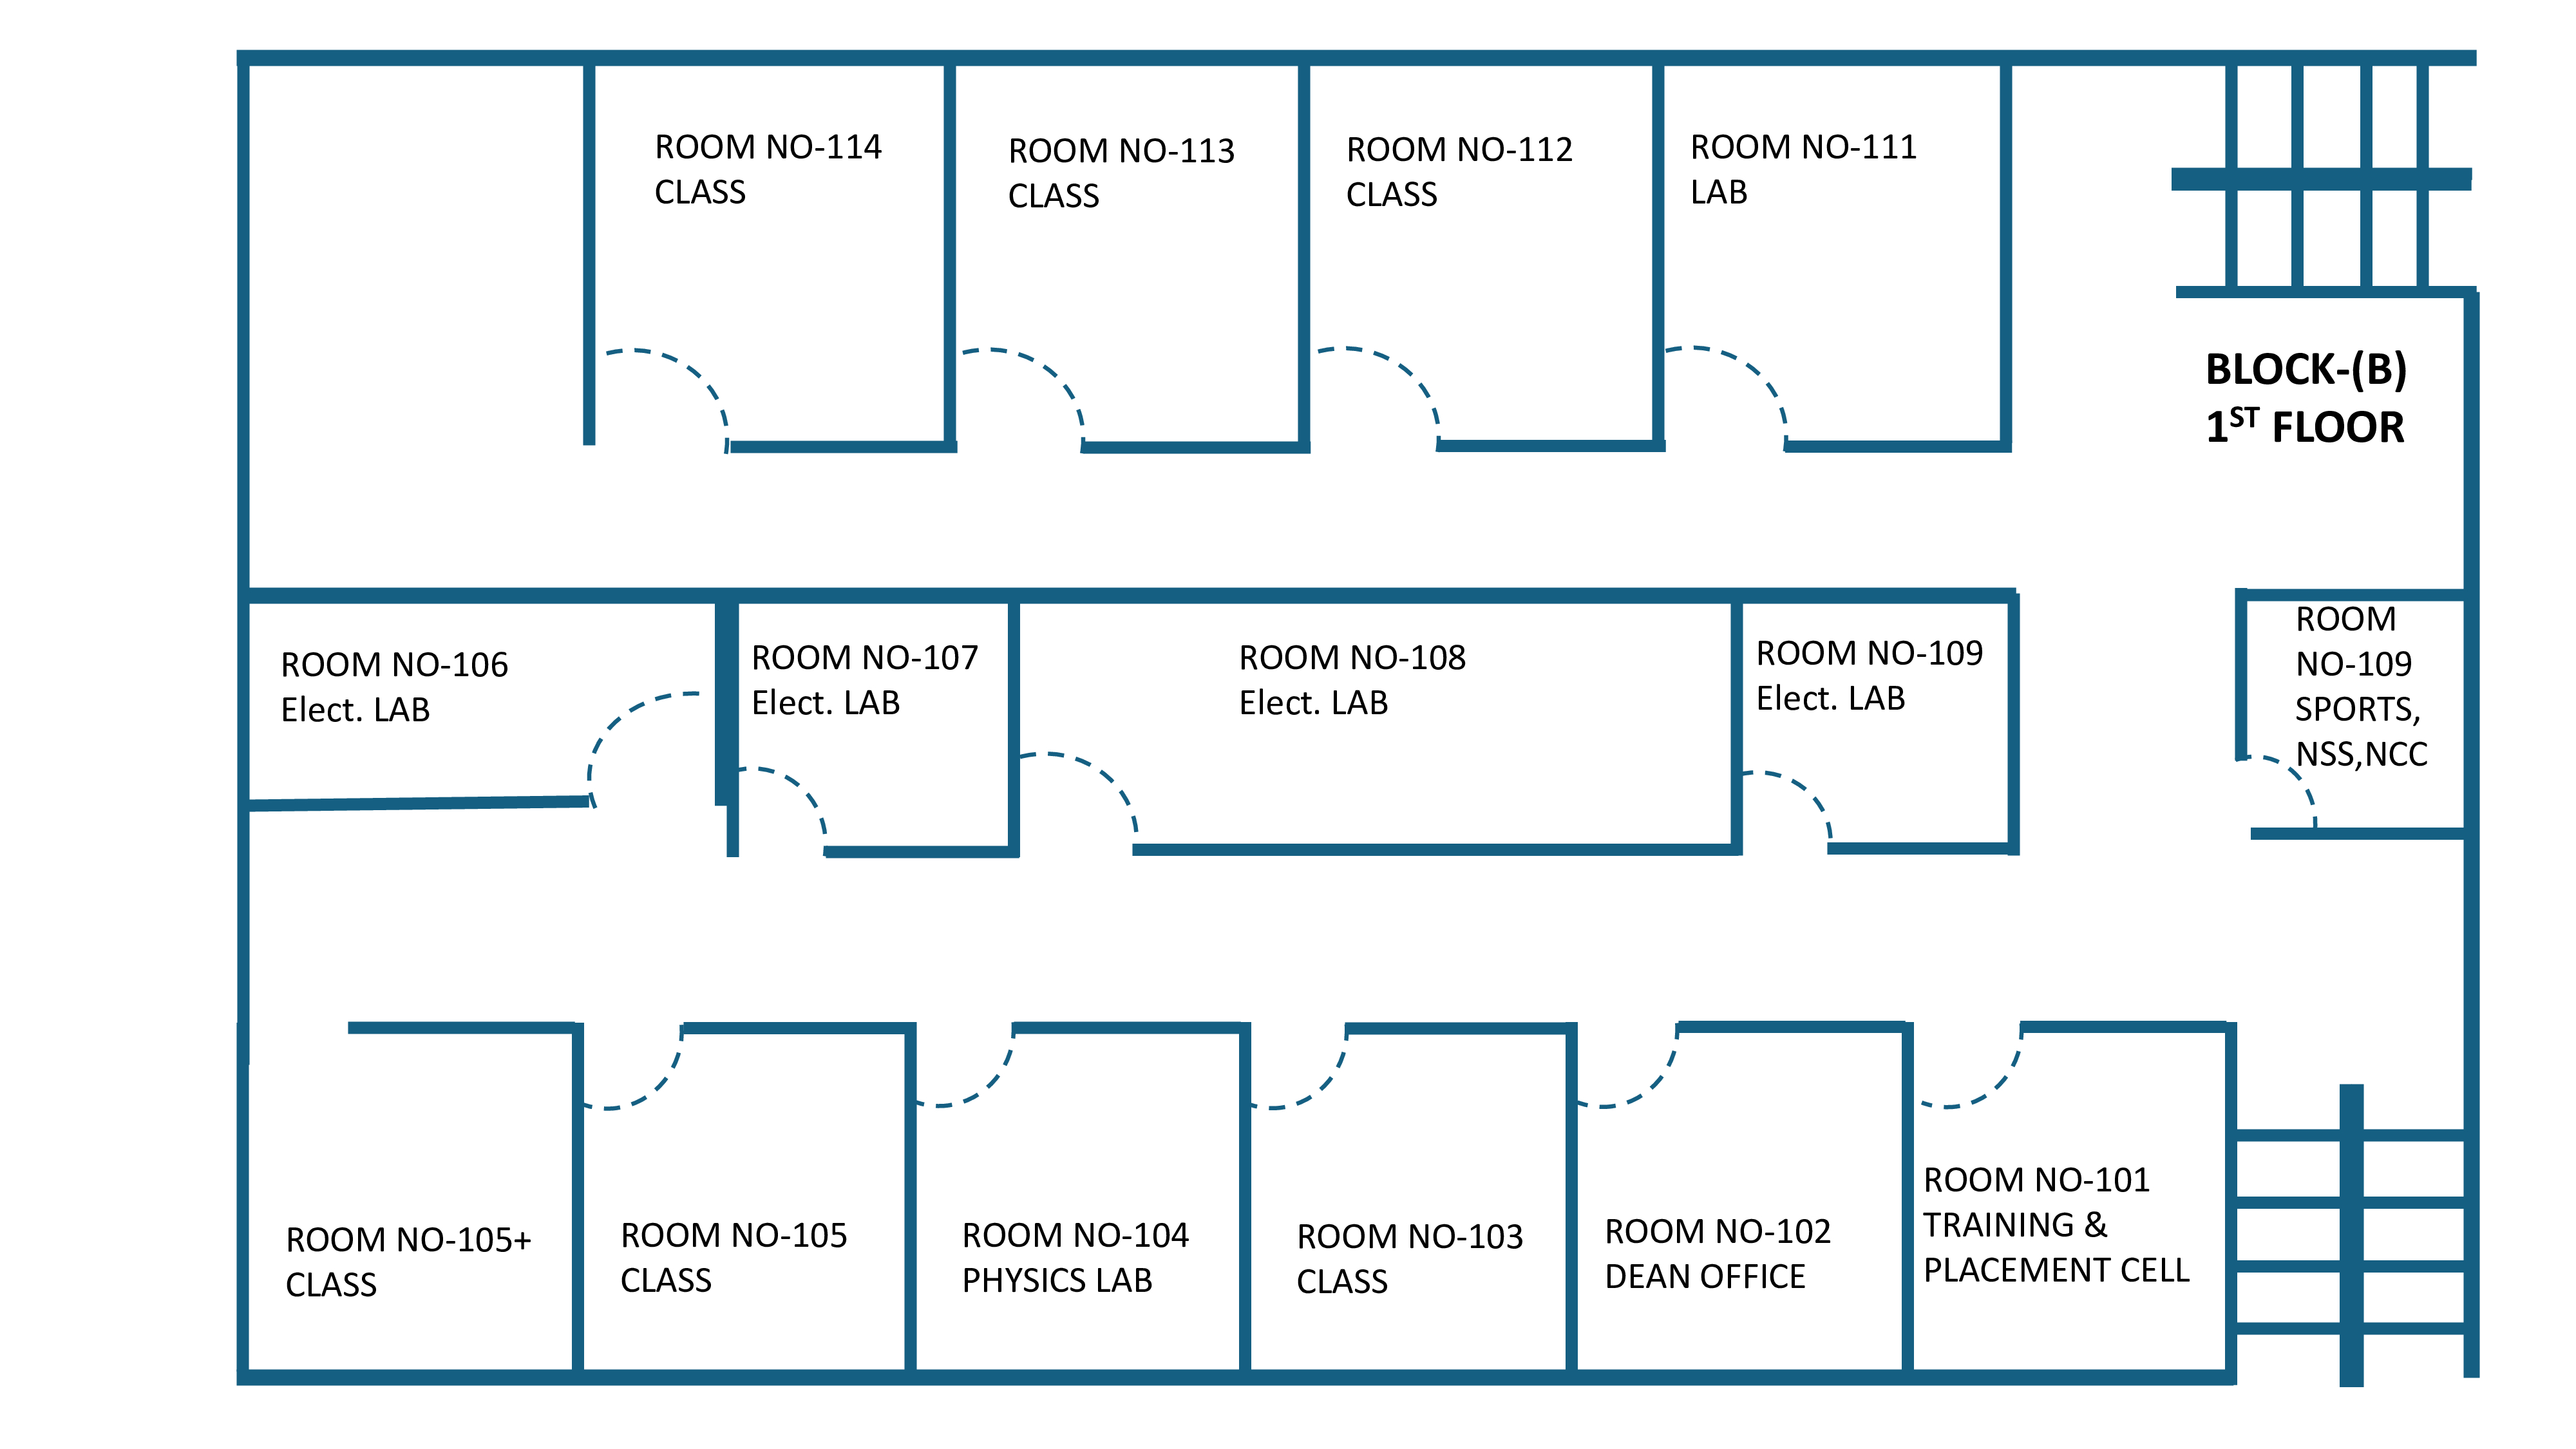 ROOM NO-114
CLASS
ROOM NO-113
CLASS
ROOM NO-112
CLASS
ROOM NO-111
LAB
BLOCK-(B)
1ST FLOOR
ROOM NO-106
Elect. LAB
ROOM NO-107
Elect. LAB
ROOM NO-108
Elect. LAB
ROOM NO-109
Elect. LAB
ROOM
NO-109
SPORTS,
NSS,NCC
ROOM NO-105+
CLASS
ROOM NO-105
CLASS
ROOM NO-104
PHYSICS LAB
ROOM NO-103
CLASS
ROOM NO-102
DEAN OFFICE
ROOM NO-101
TRAINING &
PLACEMENT CELL